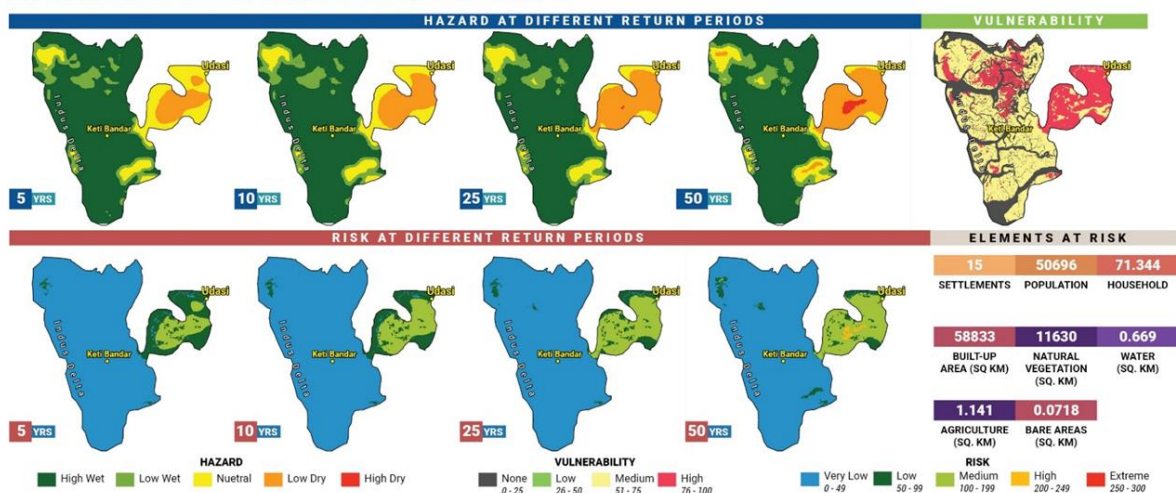 HAZARD AT DIFFERENT RETURN PERIODS
VULNERABILITY
Udasi
Indus Delta
Keti Bandar
5 YRS
Udasi
Indus Delta
Keti Bandar
10 YRS
Udasi
Indus Delta
Keti Bandar
25 YRS
Udasi
Indus Delta
Keti Bandar
50 YRS
Udasi
Indus Delta
Keti Bandar
RISK AT DIFFERENT RETURN PERIODS
ELEMENTS AT RISK
Udasi
Indus Delta
Keti Bandar
5 YRS
Udasi
Indus Delta
Keti Bandar
10 YRS
Udasi
Indus Delta
Keti Bandar
25 YRS
Udasi
Indus Delta
Keti Bandar
50 YRS
15 50696 71.344
SETTLEMENTS POPULATION HOUSEHOLD
58833 11630 0.669
BUILT-UP AREA (SQ KM)
NATURAL VEGETATION (SQ. KM)
WATER (SQ. KM)
1.141 0.0718
AGRICULTURE (SQ. KM)
BARE AREAS (SQ. KM)
HAZARD
High Wet Low Wet Nuetral Low Dry High Dry
VULNERABILITY
None Low Medium High
0 - 25 26 - 50 51 - 75 76 - 100
RISK
Very Low Low Medium High Extreme
0 - 49 50 - 99 100 - 199 200 - 249 250 - 300